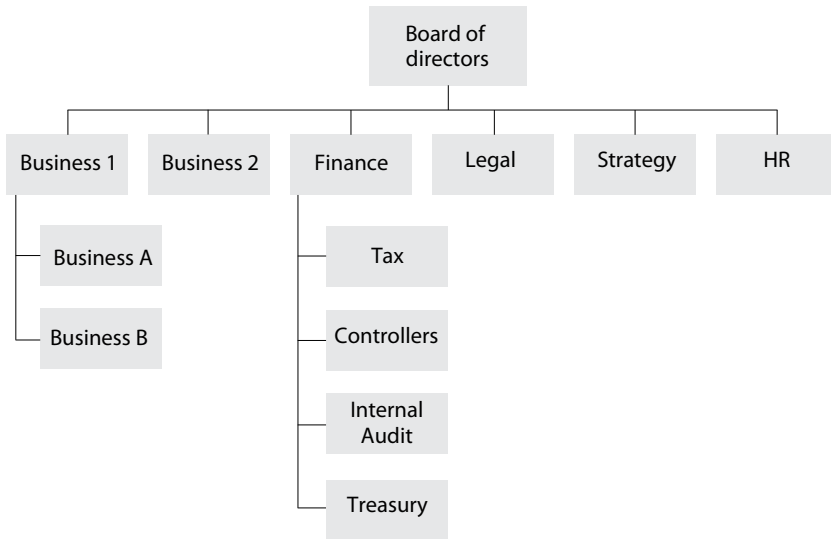 Board of
directors
Business 1
Business 2
Finance
Legal
Strategy
HR
Business A
Business B
Tax
Controllers
Internal
Audit
Treasury